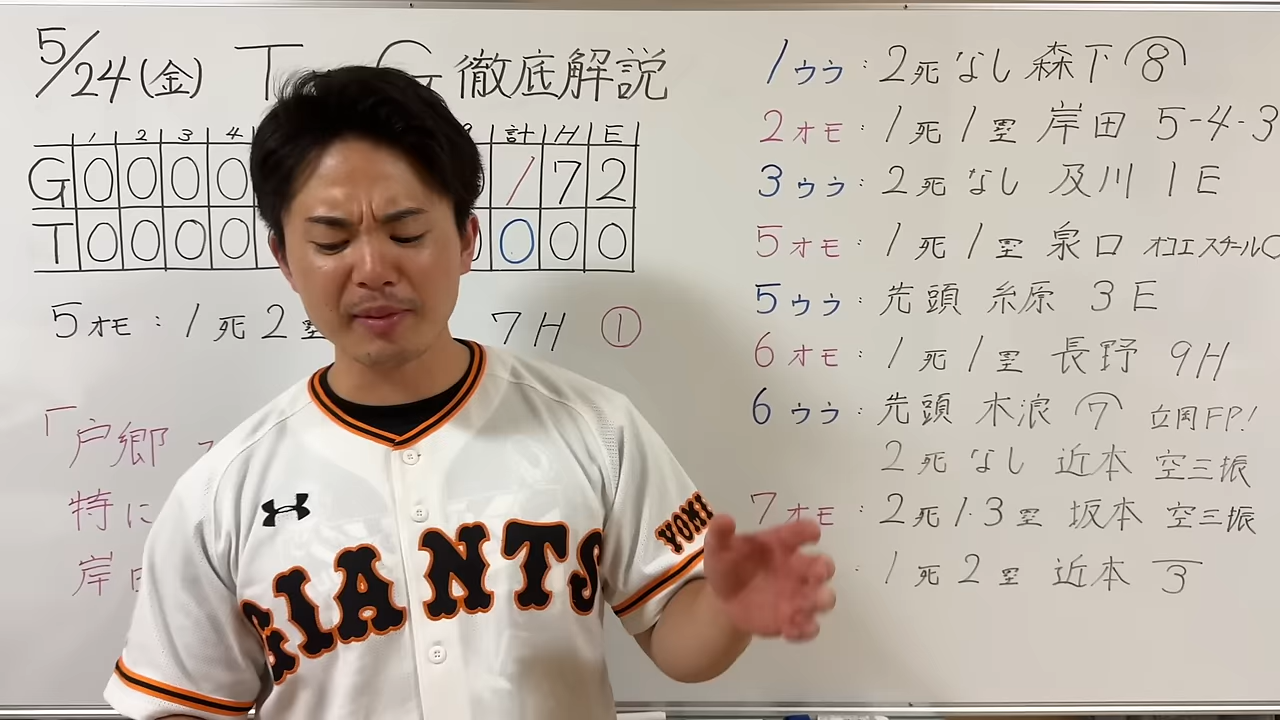 5/24(金) T G 徹底解説
1 2 3 4 計 H E
G 0 0 0 0 1 7 2
T 0 0 0 0 0 0 0
5オモ：1死2塁 7H ①
「戸郷
特に
岸田
1ウラ：2死なし 森下 ⑧
2オモ：1死1塁 岸田 5-4-3
3ウラ：2死なし 及川 1E
5オモ：1死1塁 泉口 オコエスチール
5ウラ：先頭 糸原 3E
6オモ：1死1塁 長野 9H
6ウラ：先頭 木浪 7 立岡FP!
2死なし 近本 空三振
7オモ：2死1・3塁 坂本 空三振
：1死2塁 近本 3
GIANTS
YOMI